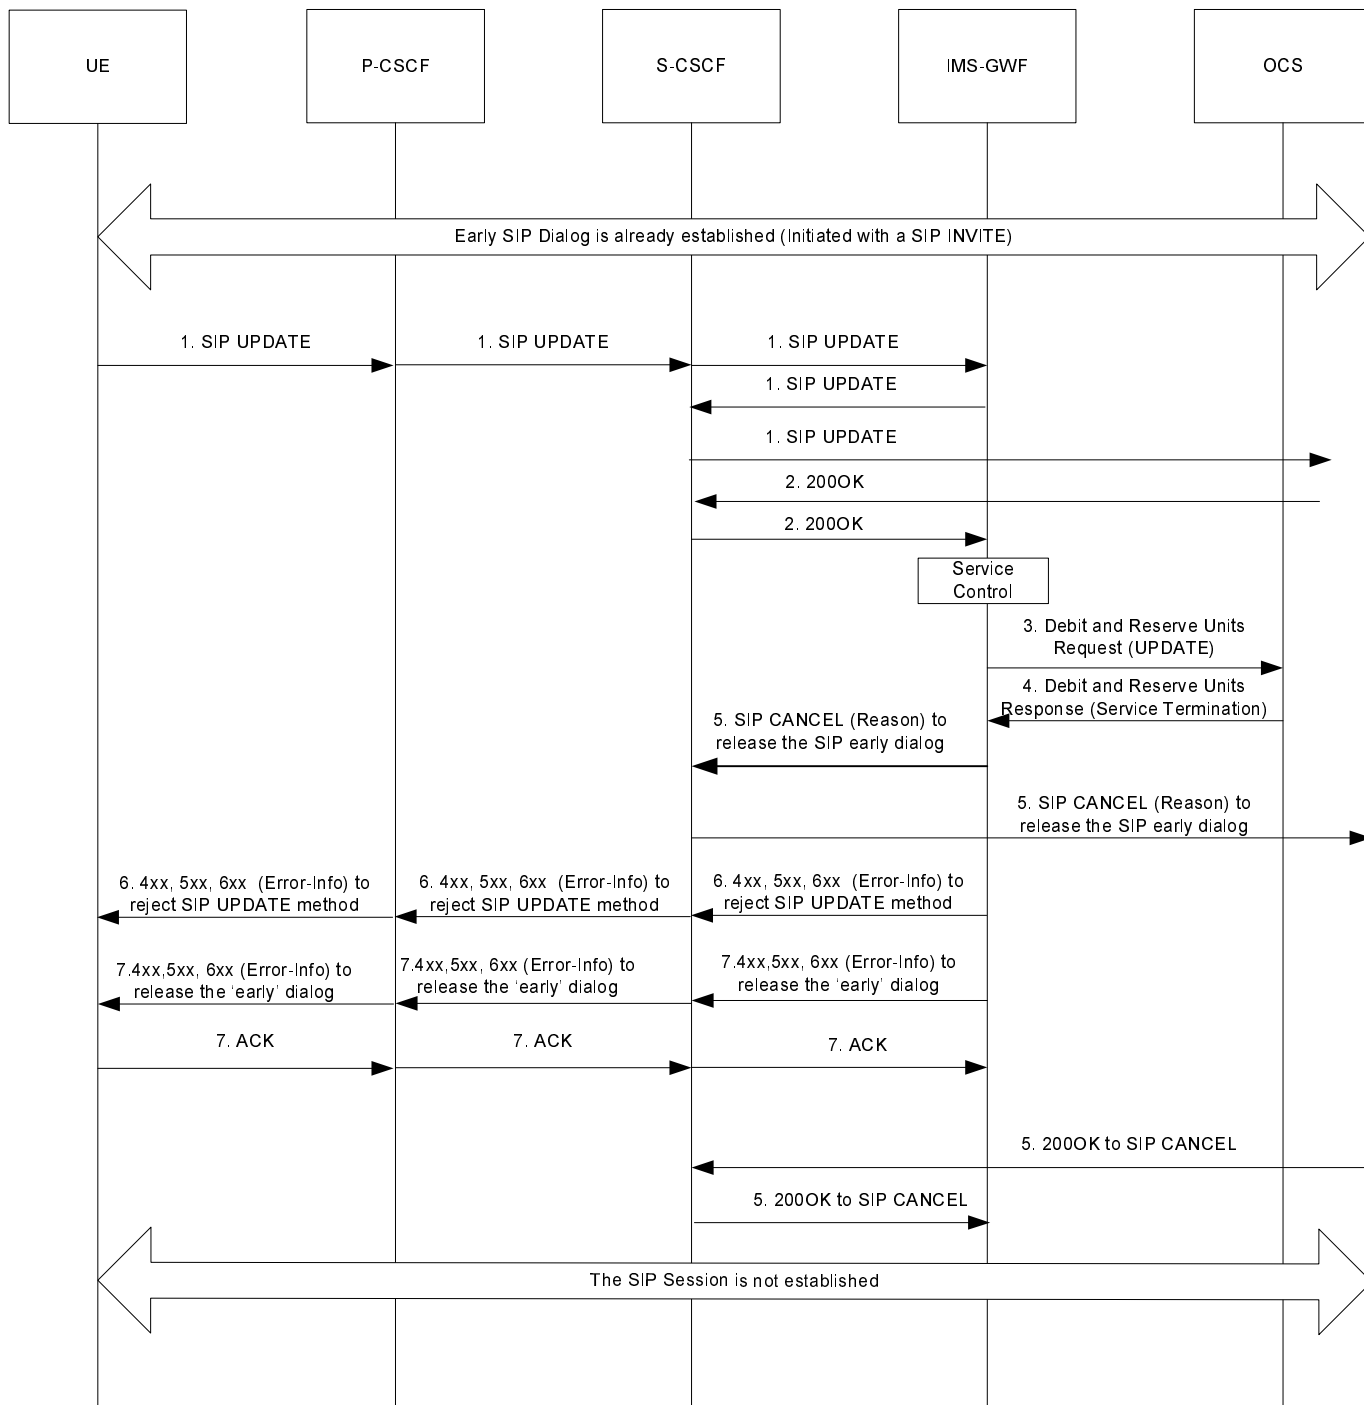 UE
P-CSCF
S-CSCF
IMS-GWF
OCS
Early SIP Dialog is already established (Initiated with a SIP INVITE)
1. SIP UPDATE
1. SIP UPDATE
1. SIP UPDATE
1. SIP UPDATE
1. SIP UPDATE
2. 200OK
2. 200OK
Service
Control
3. Debit and Reserve Units
Request (UPDATE)
4. Debit and Reserve Units
Response (Service Termination)
5. SIP CANCEL (Reason) to
release the SIP early dialog
5. SIP CANCEL (Reason) to
release the SIP early dialog
6. 4xx, 5xx, 6xx (Error-Info) to
reject SIP UPDATE method
6. 4xx, 5xx, 6xx (Error-Info) to
reject SIP UPDATE method
6. 4xx, 5xx, 6xx (Error-Info) to
reject SIP UPDATE method
7.4xx,5xx, 6xx (Error-Info) to
release the ‘early’ dialog
7.4xx,5xx, 6xx (Error-Info) to
release the ‘early’ dialog
7.4xx,5xx, 6xx (Error-Info) to
release the ‘early’ dialog
7. ACK
7. ACK
7. ACK
5. 200OK to SIP CANCEL
5. 200OK to SIP CANCEL
The SIP Session is not established